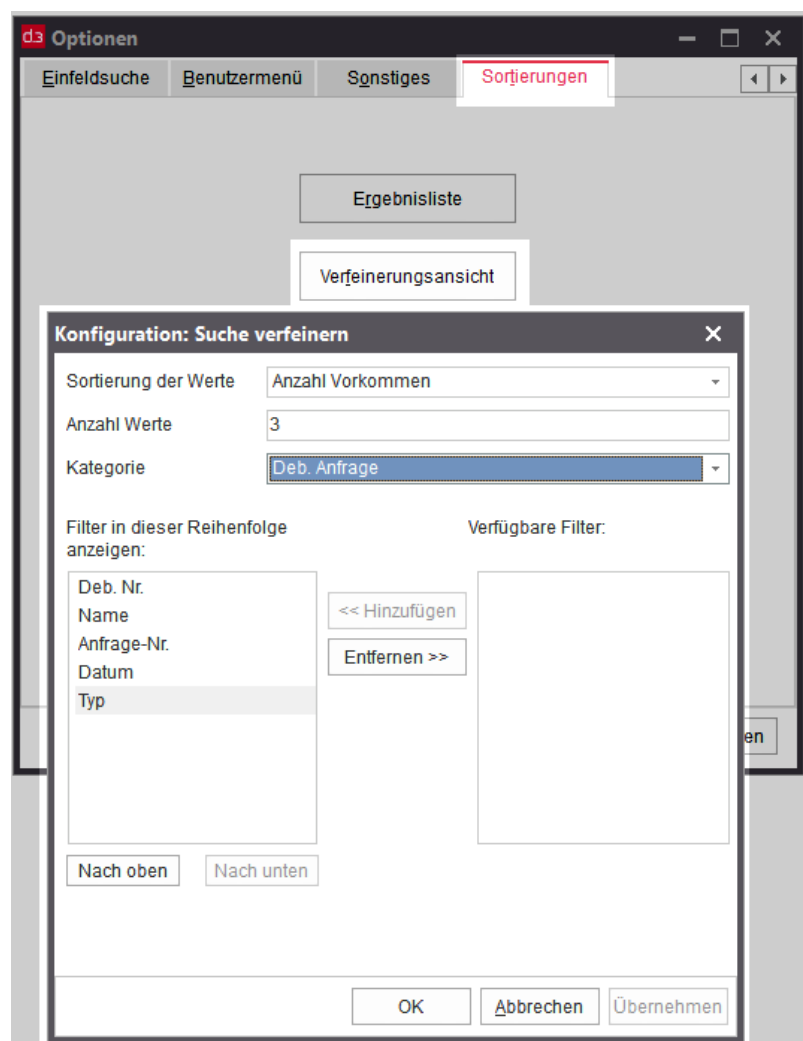 d.3 Optionen
Einfeldsuche Benutzermenü Sonstiges Sortierungen
Ergebnisliste
Verfeinerungsansicht
Konfiguration: Suche verfeinern
Sortierung der Werte Anzahl Vorkommen
Anzahl Werte 3
Kategorie Deb. Anfrage
Filter in dieser Reihenfolge
anzeigen:
Verfügbare Filter:
Deb. Nr.
Name
Anfrage-Nr.
Datum
Typ
<< Hinzufügen
Entfernen >>
en
Nach oben Nach unten
OK Abbrechen Übernehmen